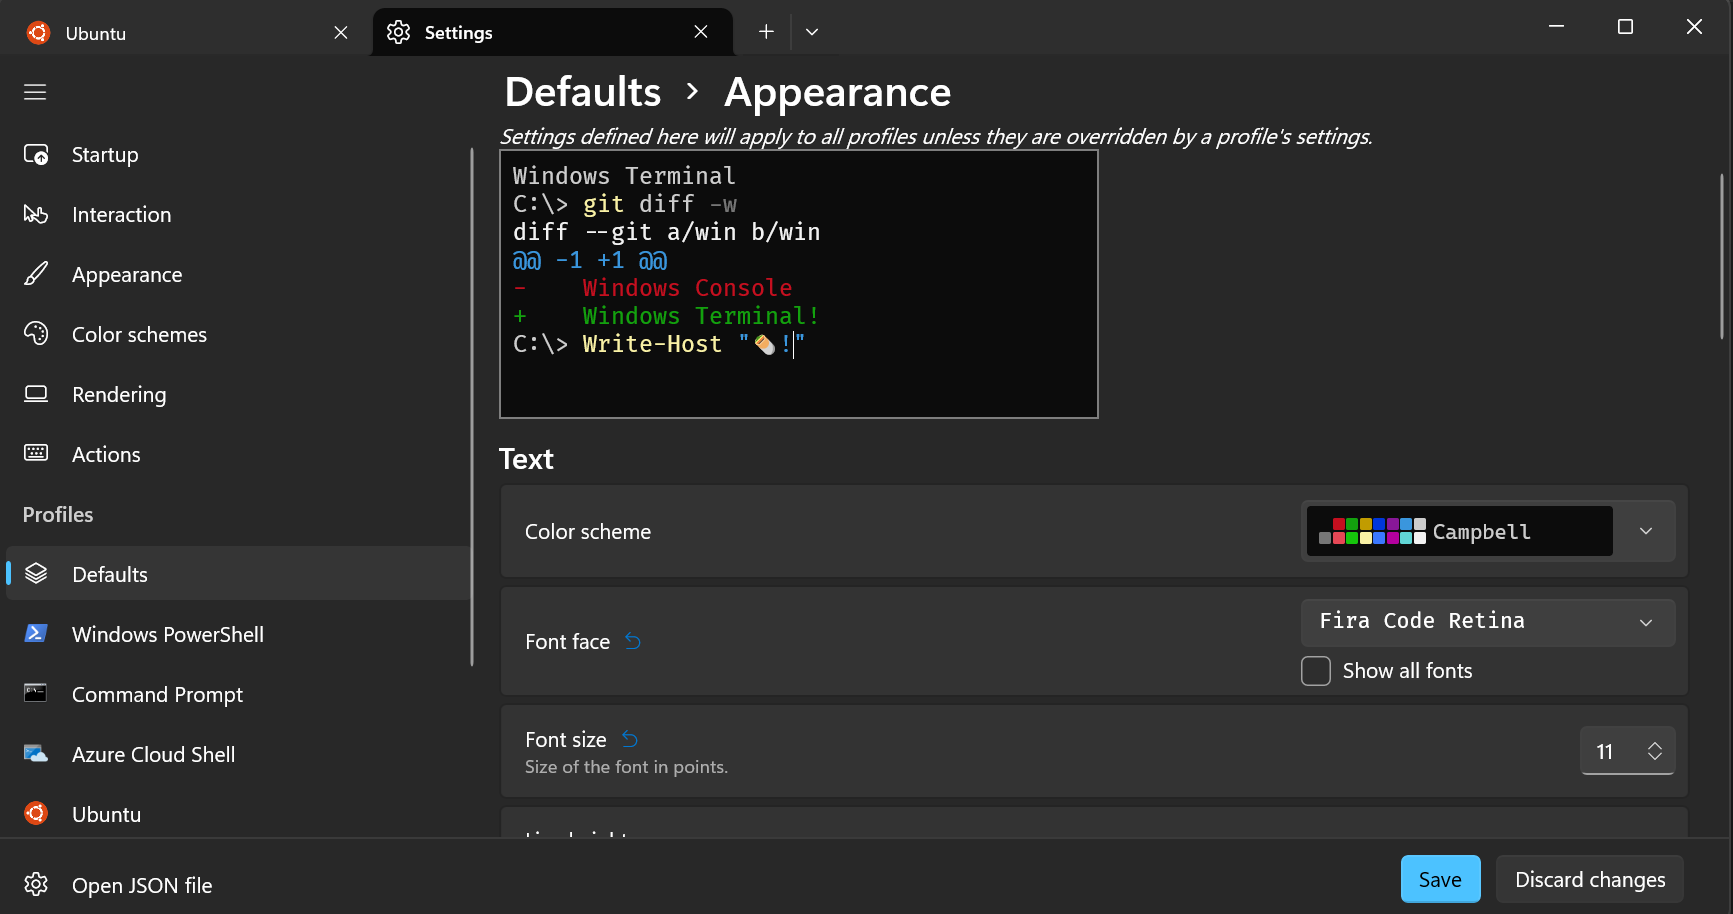 Ubuntu
Settings
Startup
Interaction
Appearance
Color schemes
Rendering
Actions
Profiles
Defaults
Windows PowerShell
Command Prompt
Azure Cloud Shell
Ubuntu
Open JSON file
Defaults > Appearance
Settings defined here will apply to all profiles unless they are overridden by a profile's settings.
Windows Terminal
C:\> git diff -w
diff --git a/win b/win
@@ -1 +1 @@
-    Windows Console
+    Windows Terminal!
C:\> Write-Host "🌯!"
Text
Color scheme
Campbell
Font face
Fira Code Retina
Show all fonts
Font size
Size of the font in points.
11
Save
Discard changes